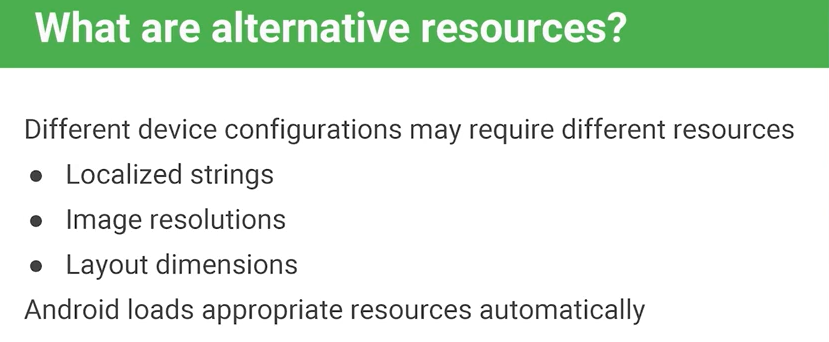 What are alternative resources?
Different device configurations may require different resources
● Localized strings
● Image resolutions
● Layout dimensions
Android loads appropriate resources automatically